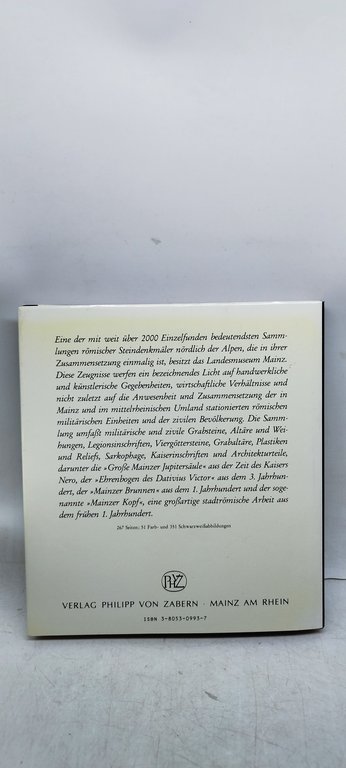 Eine der mit weit über 2000 Einzelfunden bedeutendsten Samm-
lungen römischer Steindenkmäler nördlich der Alpen, die in ihrer
Zusammensetzung einmalig ist, besitzt das Landesmuseum Mainz.
Diese Zeugnisse werfen ein bezeichnendes Licht auf handwerkliche
und künstlerische Gegebenheiten, wirtschaftliche Verhältnisse und
nicht zuletzt auf die Anwesenheit und Zusammensetzung der in
Mainz und im mittelrheinischen Umland stationierten römischen
militärischen Einheiten und der zivilen Bevölkerung. Die Samm-
lung umfaßt militärische und zivile Grabsteine, Altäre und Wei-
hungen, Legionsinschriften, Viergöttersteine, Grabaltäre, Plastiken
und Reliefs, Sarkophage, Kaiserinschriften und Architekturteile,
darunter die »Große Mainzer Jupitersäule« aus der Zeit des Kaisers
Nero, der »Ehrenbogen des Dativius Victor« aus dem 3. Jahrhun-
dert, der »Mainzer Brunnen« aus dem 1. Jahrhundert und der soge-
nannte »Mainzer Kopf«, eine großartige stadtrömische Arbeit aus
dem frühen 1. Jahrhundert.
267 Seiten; 51 Farb- und 351 Schwarzweißabbildungen
PvZ
VERLAG PHILIPP VON ZABERN · MAINZ AM RHEIN
ISBN 3-8053-0993-7